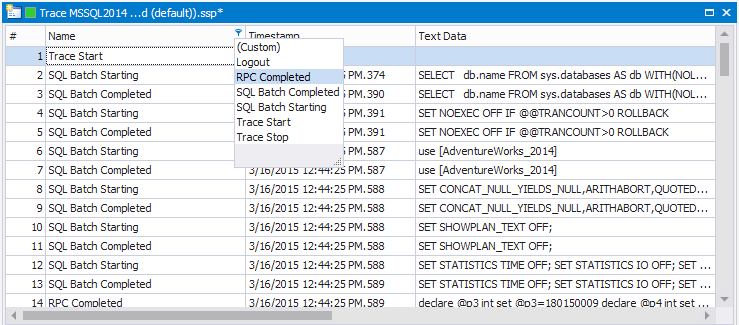 Trace MSSQL2014 ...d (default)).ssp*
# Name Timestamp Text Data
1 Trace Start
2 SQL Batch Starting PM.374 SELECT db.name FROM sys.databases AS db WITH(NOL...
3 SQL Batch Completed PM.390 SELECT db.name FROM sys.databases AS db WITH(NOL...
4 SQL Batch Starting PM.391 SET NOEXEC OFF IF @@TRANCOUNT>0 ROLLBACK
5 SQL Batch Completed PM.391 SET NOEXEC OFF IF @@TRANCOUNT>0 ROLLBACK
6 SQL Batch Starting 3/16/2015 12:44:25 PM.587 use [AdventureWorks_2014]
7 SQL Batch Completed 3/16/2015 12:44:25 PM.587 use [AdventureWorks_2014]
8 SQL Batch Starting 3/16/2015 12:44:25 PM.588 SET CONCAT_NULL_YIELDS_NULL,ARITHABORT,QUOTED...
9 SQL Batch Completed 3/16/2015 12:44:25 PM.588 SET CONCAT_NULL_YIELDS_NULL,ARITHABORT,QUOTED...
10 SQL Batch Starting 3/16/2015 12:44:25 PM.588 SET SHOWPLAN_TEXT OFF;
11 SQL Batch Completed 3/16/2015 12:44:25 PM.588 SET SHOWPLAN_TEXT OFF;
12 SQL Batch Starting 3/16/2015 12:44:25 PM.588 SET STATISTICS TIME OFF; SET STATISTICS IO OFF; SET ...
13 SQL Batch Completed 3/16/2015 12:44:25 PM.589 SET STATISTICS TIME OFF; SET STATISTICS IO OFF; SET ...
14 RPC Completed 3/16/2015 12:44:25 PM.589 declare @p3 int set @p3=180150009 declare @p4 int set ...
(Custom)
Logout
RPC Completed
SQL Batch Completed
SQL Batch Starting
Trace Start
Trace Stop